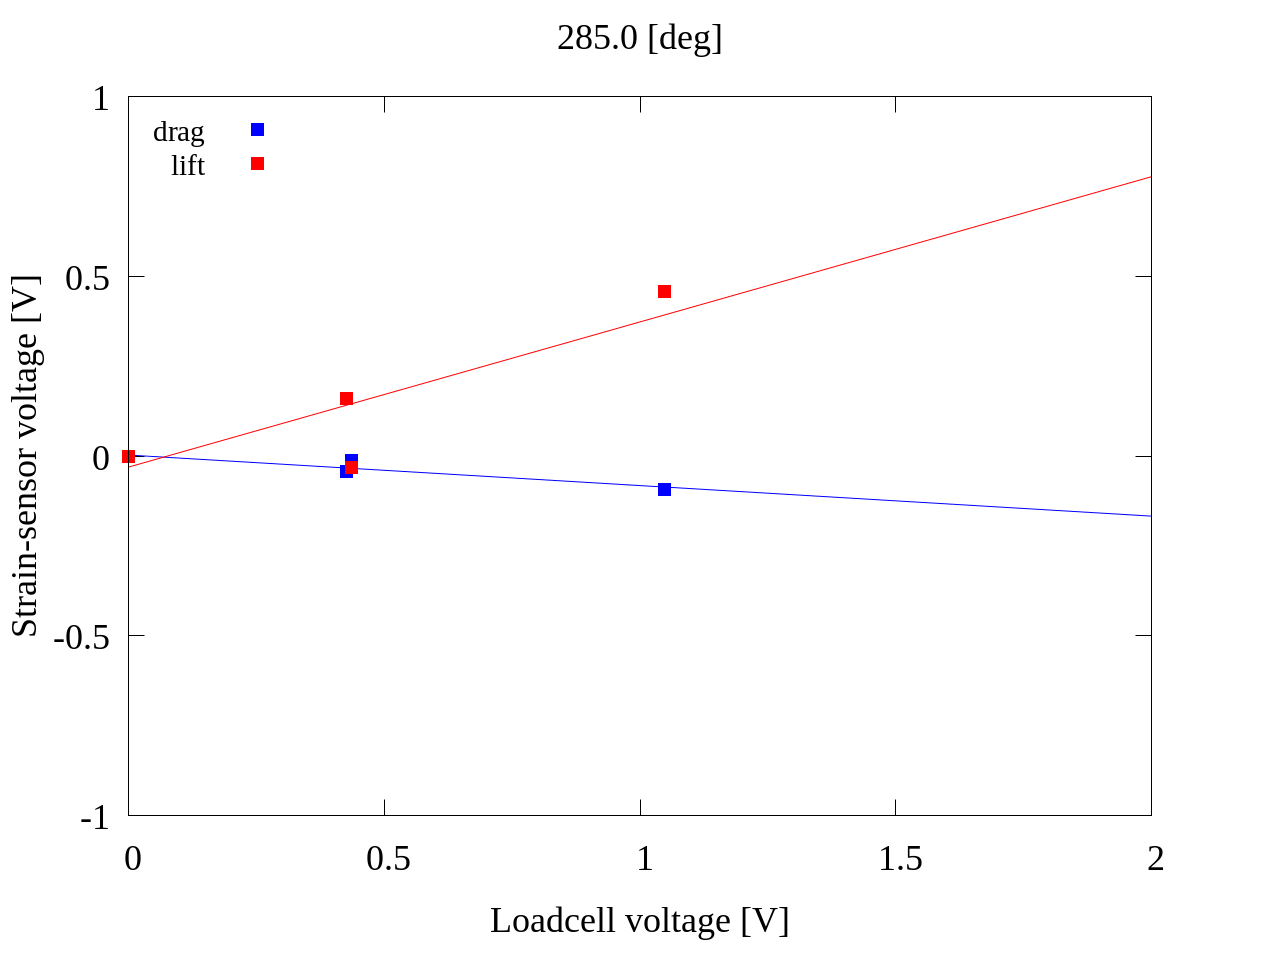 285.0 [deg]
drag
lift
1
0.5
0
-0.5
-1
Strain-sensor voltage [V]
0 0.5 1 1.5 2
Loadcell voltage [V]